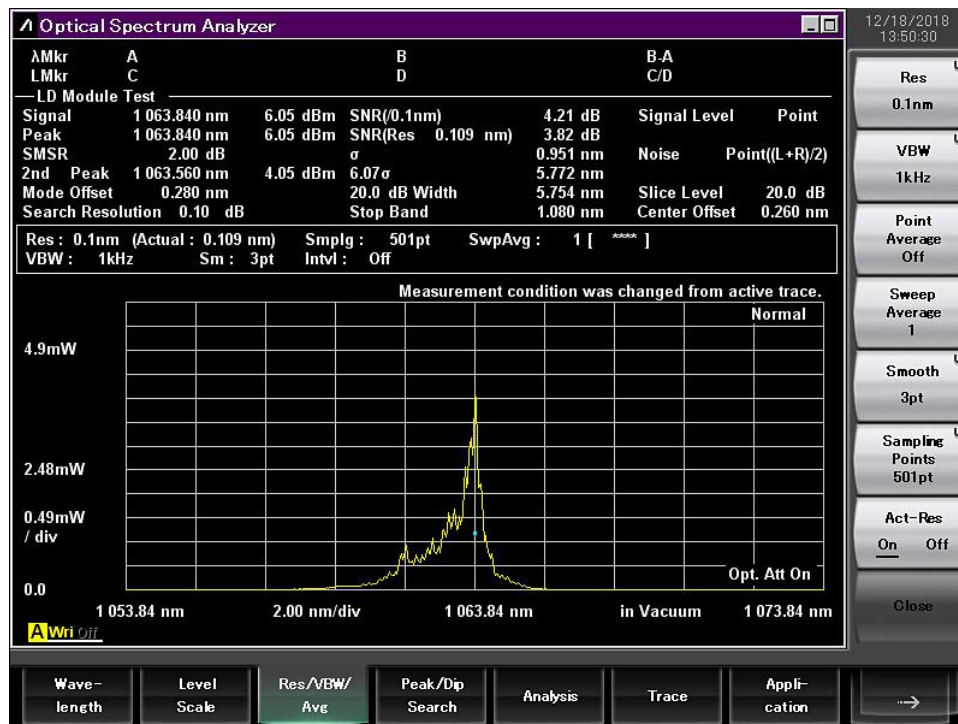 Optical Spectrum Analyzer
12/18/2018
13:50:30
λMkr A B B-A
LMkr C D C/D
LD Module Test
Signal 1 063.840 nm 6.05 dBm SNR(/0.1nm) 4.21 dB Signal Level Point
Peak 1 063.840 nm 6.05 dBm SNR(Res 0.109 nm) 3.82 dB
SMSR 2.00 dB σ 0.951 nm Noise Point((L+R)/2)
2nd Peak 1 063.560 nm 4.05 dBm 6.07σ 5.772 nm
Mode Offset 0.280 nm 20.0 dB Width 5.754 nm Slice Level 20.0 dB
Search Resolution 0.10 dB Stop Band 1.080 nm Center Offset 0.260 nm
Res : 0.1nm (Actual : 0.109 nm) Smplg : 501pt SwpAvg : 1 [ **** ]
VBW : 1kHz Sm : 3pt Intvl : Off
Measurement condition was changed from active trace.
Normal
4.9mW
2.48mW
0.49mW
/ div
Opt. Att On
0.0
1 053.84 nm 2.00 nm/div 1 063.84 nm in Vacuum 1 073.84 nm
A Wri Off
Res
0.1nm
VBW
1kHz
Point
Average
Off
Sweep
Average
1
Smooth
3pt
Sampling
Points
501pt
Act-Res
On Off
Close
Wave-
length
Level
Scale
Res/VBW/
Avg
Peak/Dip
Search
Analysis
Trace
Appli-
cation